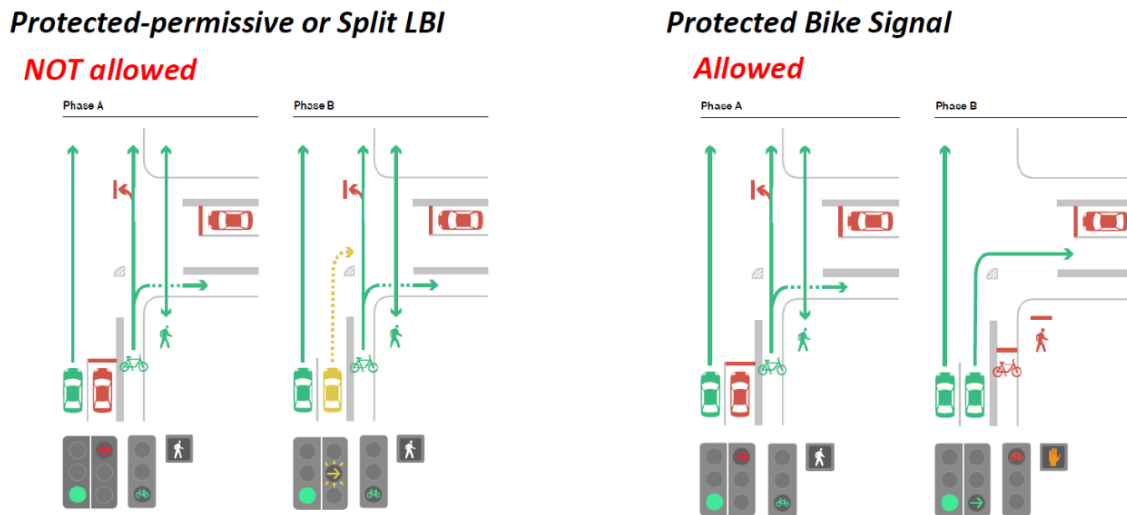 Protected-permissive or Split LBI
NOT allowed
Phase A
Phase B
Protected Bike Signal
Allowed
Phase A
Phase B